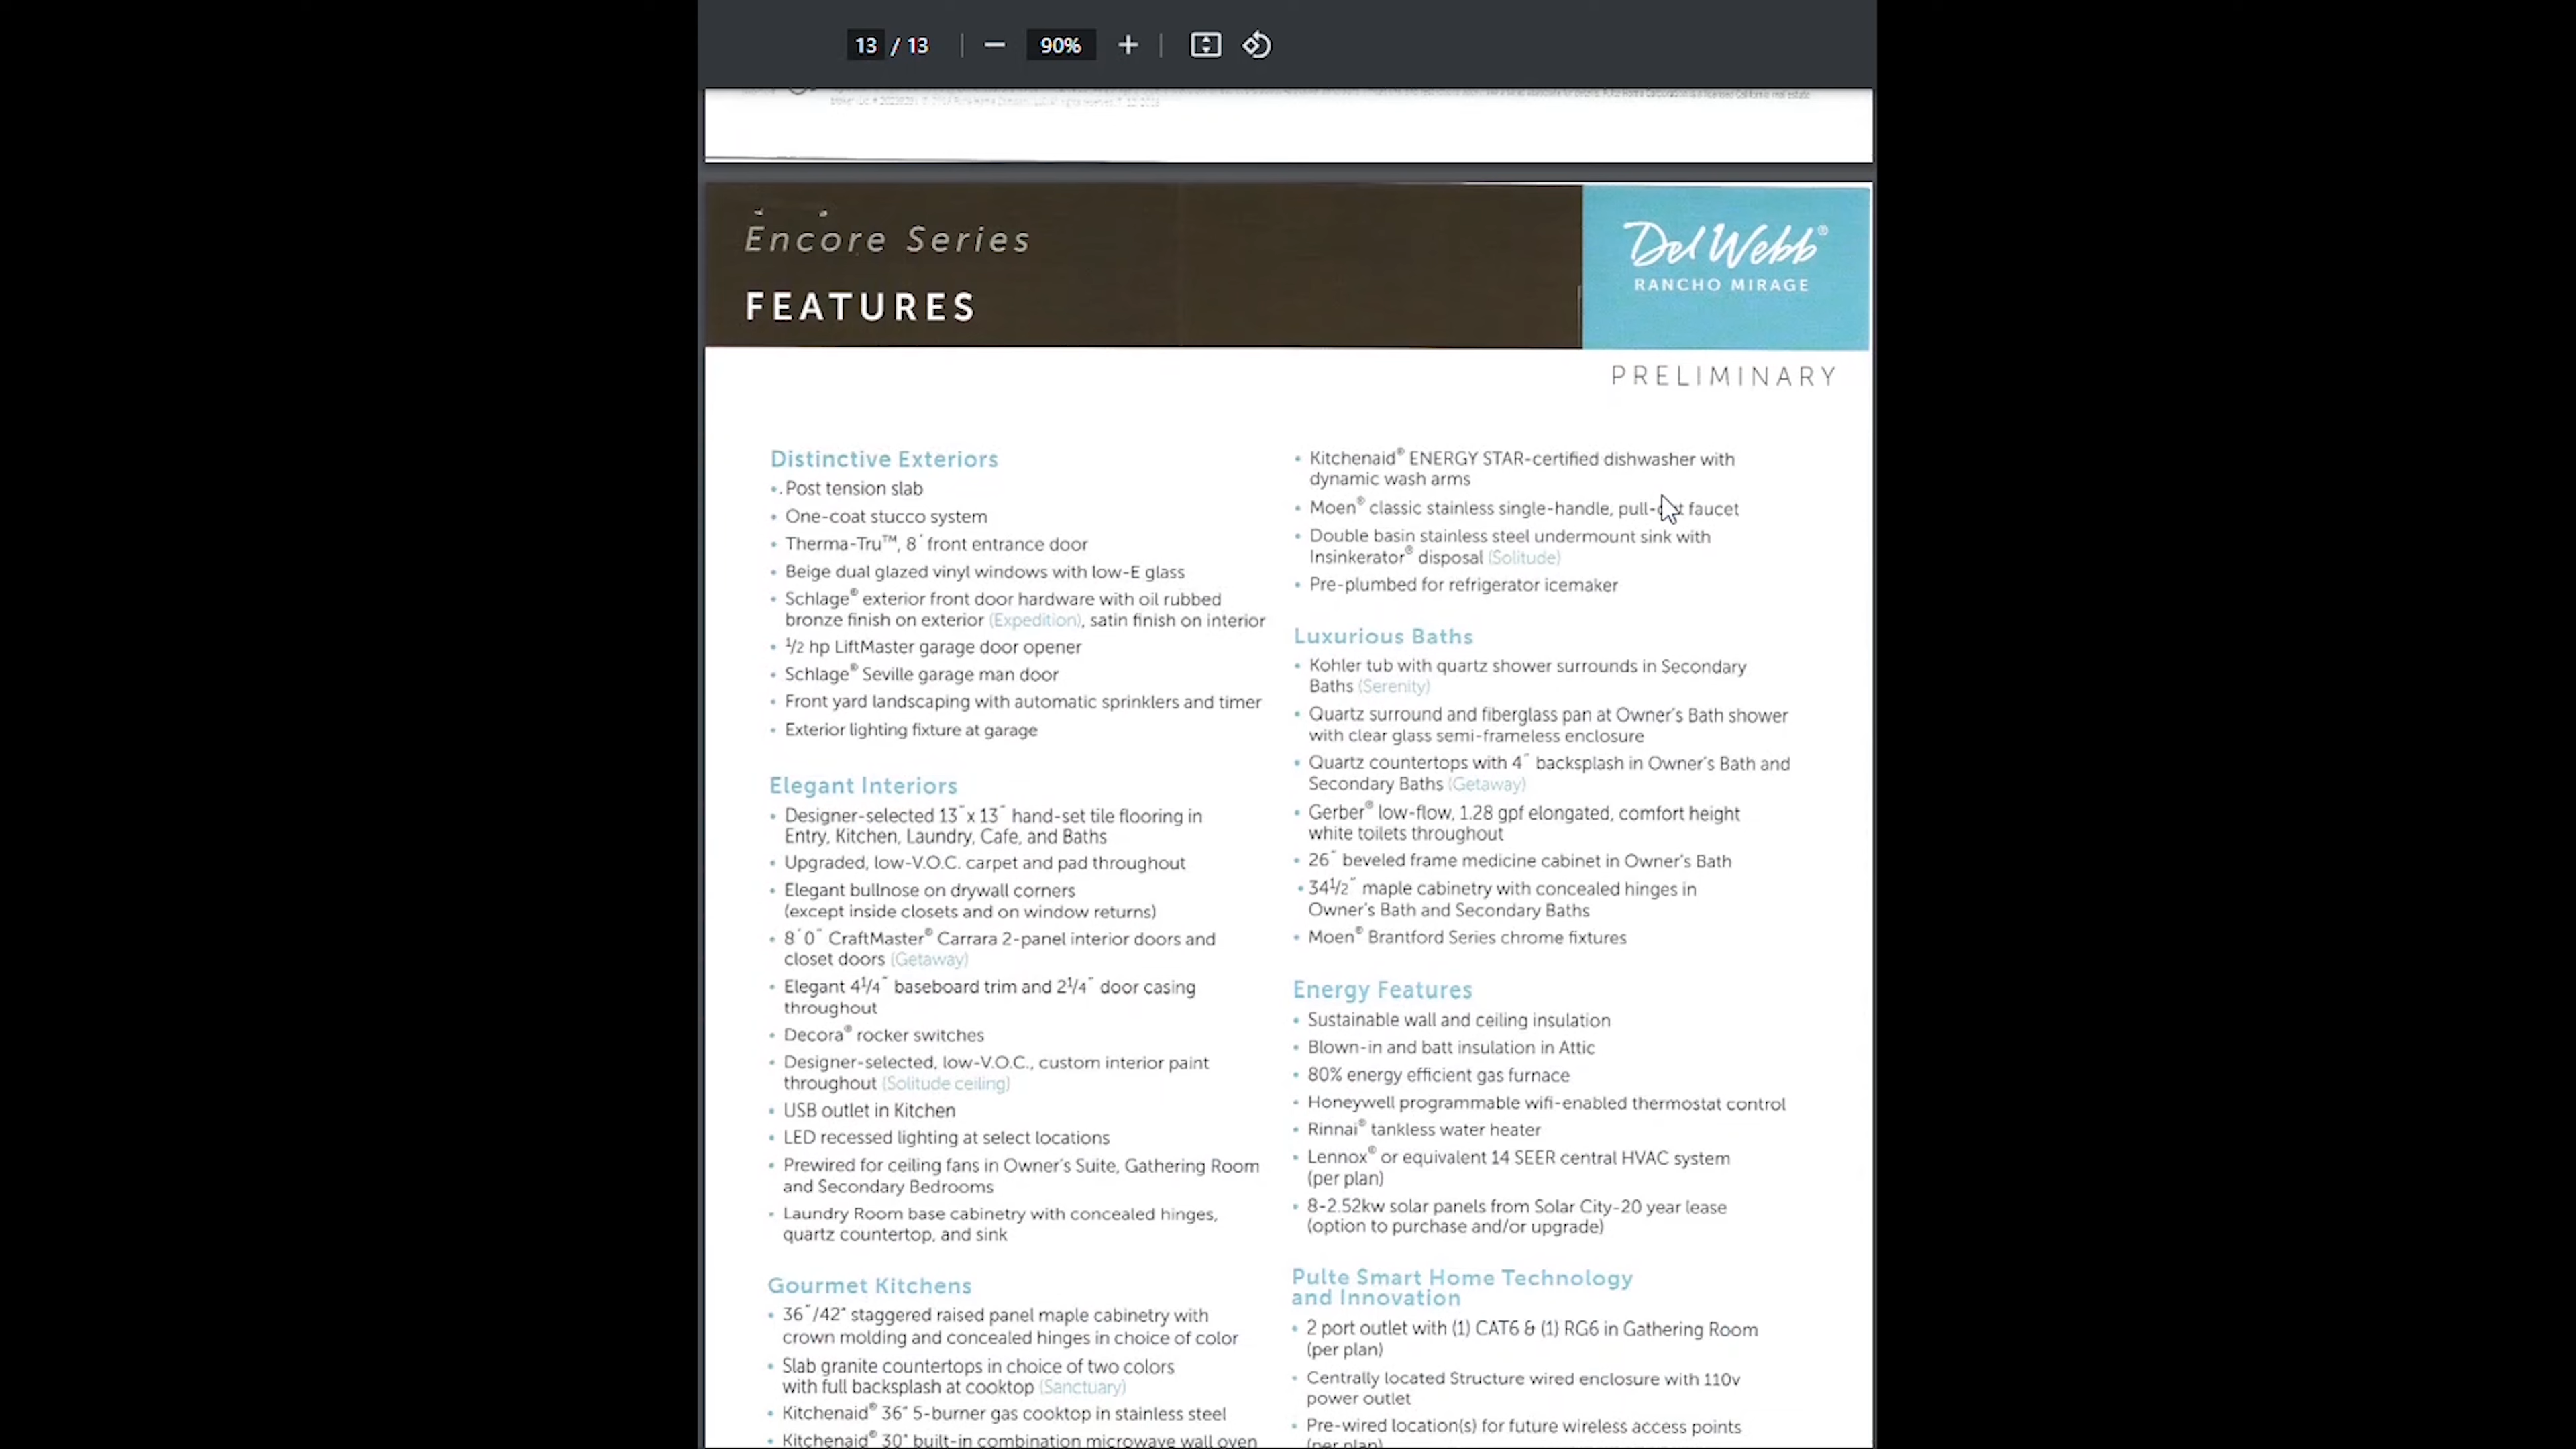 13 / 13
90%
Encore Series
FEATURES
Del Webb®
RANCHO MIRAGE
PRELIMINARY
Distinctive Exteriors
• Post tension slab
• One-coat stucco system
• Therma-Tru™, 8´ front entrance door
• Beige dual glazed vinyl windows with low-E glass
• Schlage® exterior front door hardware with oil rubbed
bronze finish on exterior (Expedition), satin finish on interior
• 1/2 hp LiftMaster garage door opener
• Schlage® Seville garage man door
• Front yard landscaping with automatic sprinklers and timer
• Exterior lighting fixture at garage
Elegant Interiors
• Designer-selected 13˝ x 13˝ hand-set tile flooring in
Entry, Kitchen, Laundry, Cafe, and Baths
• Upgraded, low-V.O.C. carpet and pad throughout
• Elegant bullnose on drywall corners
(except inside closets and on window returns)
• 8´0˝ CraftMaster® Carrara 2-panel interior doors and
closet doors (Getaway)
• Elegant 41/4˝ baseboard trim and 21/4˝ door casing
throughout
• Decora® rocker switches
• Designer-selected, low-V.O.C., custom interior paint
throughout (Solitude ceiling)
• USB outlet in Kitchen
• LED recessed lighting at select locations
• Prewired for ceiling fans in Owner's Suite, Gathering Room
and Secondary Bedrooms
• Laundry Room base cabinetry with concealed hinges,
quartz countertop, and sink
Gourmet Kitchens
• 36˝/42" staggered raised panel maple cabinetry with
crown molding and concealed hinges in choice of color
• Slab granite countertops in choice of two colors
with full backsplash at cooktop (Sanctuary)
• Kitchenaid® 36" 5-burner gas cooktop in stainless steel
• Kitchenaid® 30" built-in combination microwave wall oven
• Kitchenaid® ENERGY STAR-certified dishwasher with
dynamic wash arms
• Moen® classic stainless single-handle, pull-out faucet
• Double basin stainless steel undermount sink with
Insinkerator® disposal (Solitude)
• Pre-plumbed for refrigerator icemaker
Luxurious Baths
• Kohler tub with quartz shower surrounds in Secondary
Baths (Serenity)
• Quartz surround and fiberglass pan at Owner's Bath shower
with clear glass semi-frameless enclosure
• Quartz countertops with 4˝ backsplash in Owner's Bath and
Secondary Baths (Getaway)
• Gerber® low-flow, 1.28 gpf elongated, comfort height
white toilets throughout
• 26˝ beveled frame medicine cabinet in Owner's Bath
• 341/2˝ maple cabinetry with concealed hinges in
Owner's Bath and Secondary Baths
• Moen® Brantford Series chrome fixtures
Energy Features
• Sustainable wall and ceiling insulation
• Blown-in and batt insulation in Attic
• 80% energy efficient gas furnace
• Honeywell programmable wifi-enabled thermostat control
• Rinnai® tankless water heater
• Lennox® or equivalent 14 SEER central HVAC system
(per plan)
• 8-2.52kw solar panels from Solar City-20 year lease
(option to purchase and/or upgrade)
Pulte Smart Home Technology
and Innovation
• 2 port outlet with (1) CAT6 & (1) RG6 in Gathering Room
(per plan)
• Centrally located Structure wired enclosure with 110v
power outlet
• Pre-wired location(s) for future wireless access points
(per plan)